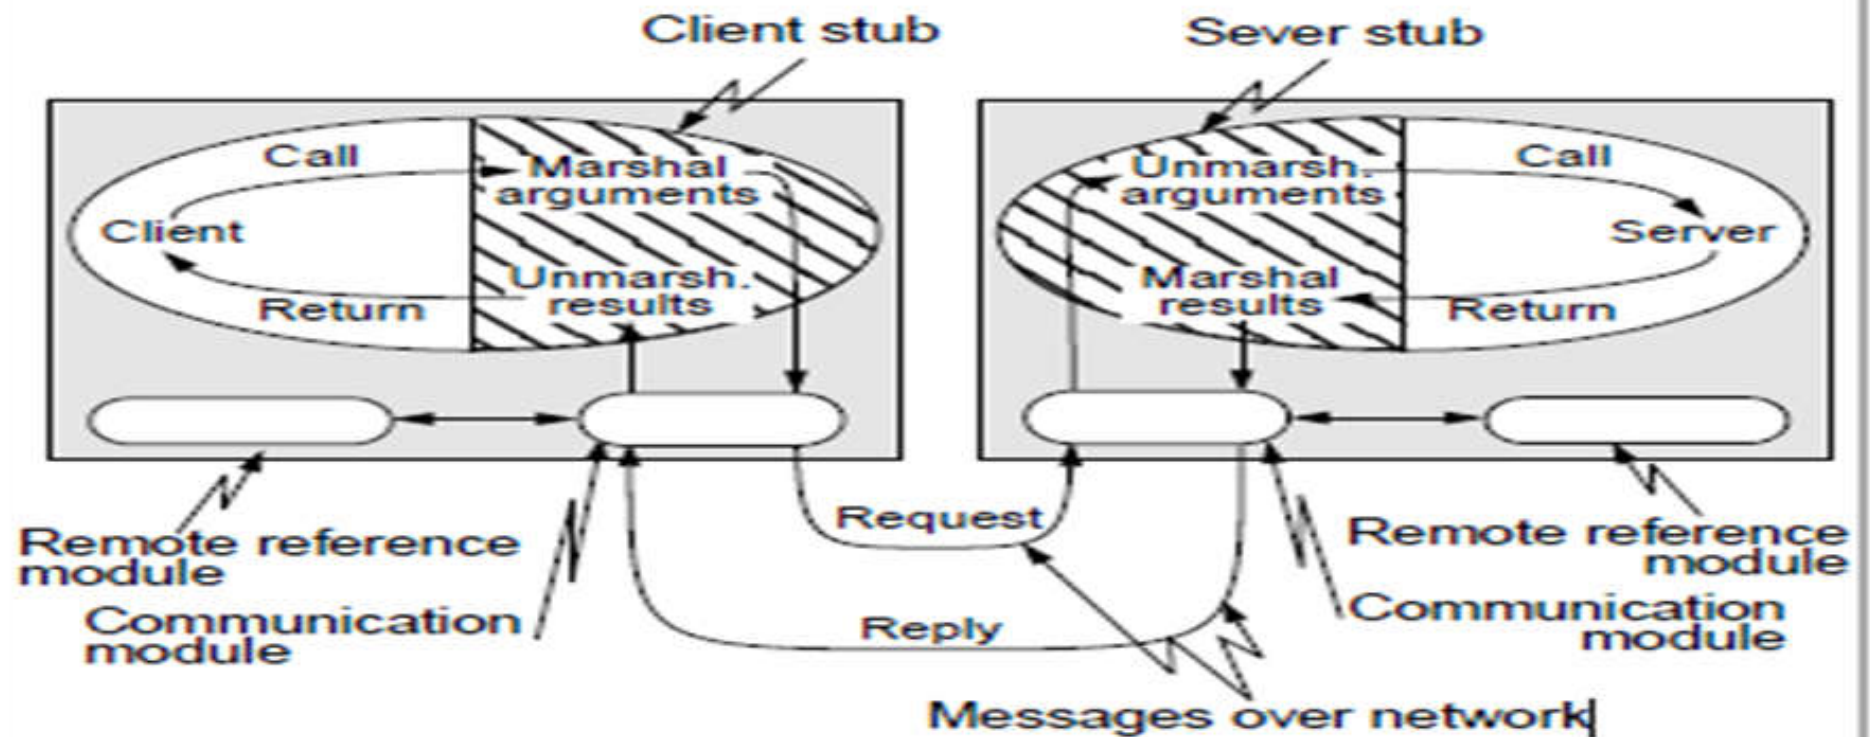 Client stub
Sever stub
Call
Marshal
arguments
Client
Unmarsh.
results
Return
Unmarsh.
arguments
Call
Server
Marshal
results
Return
Request
Remote reference
module
Remote reference
module
Communication
module
Reply
Communication
module
Messages over network